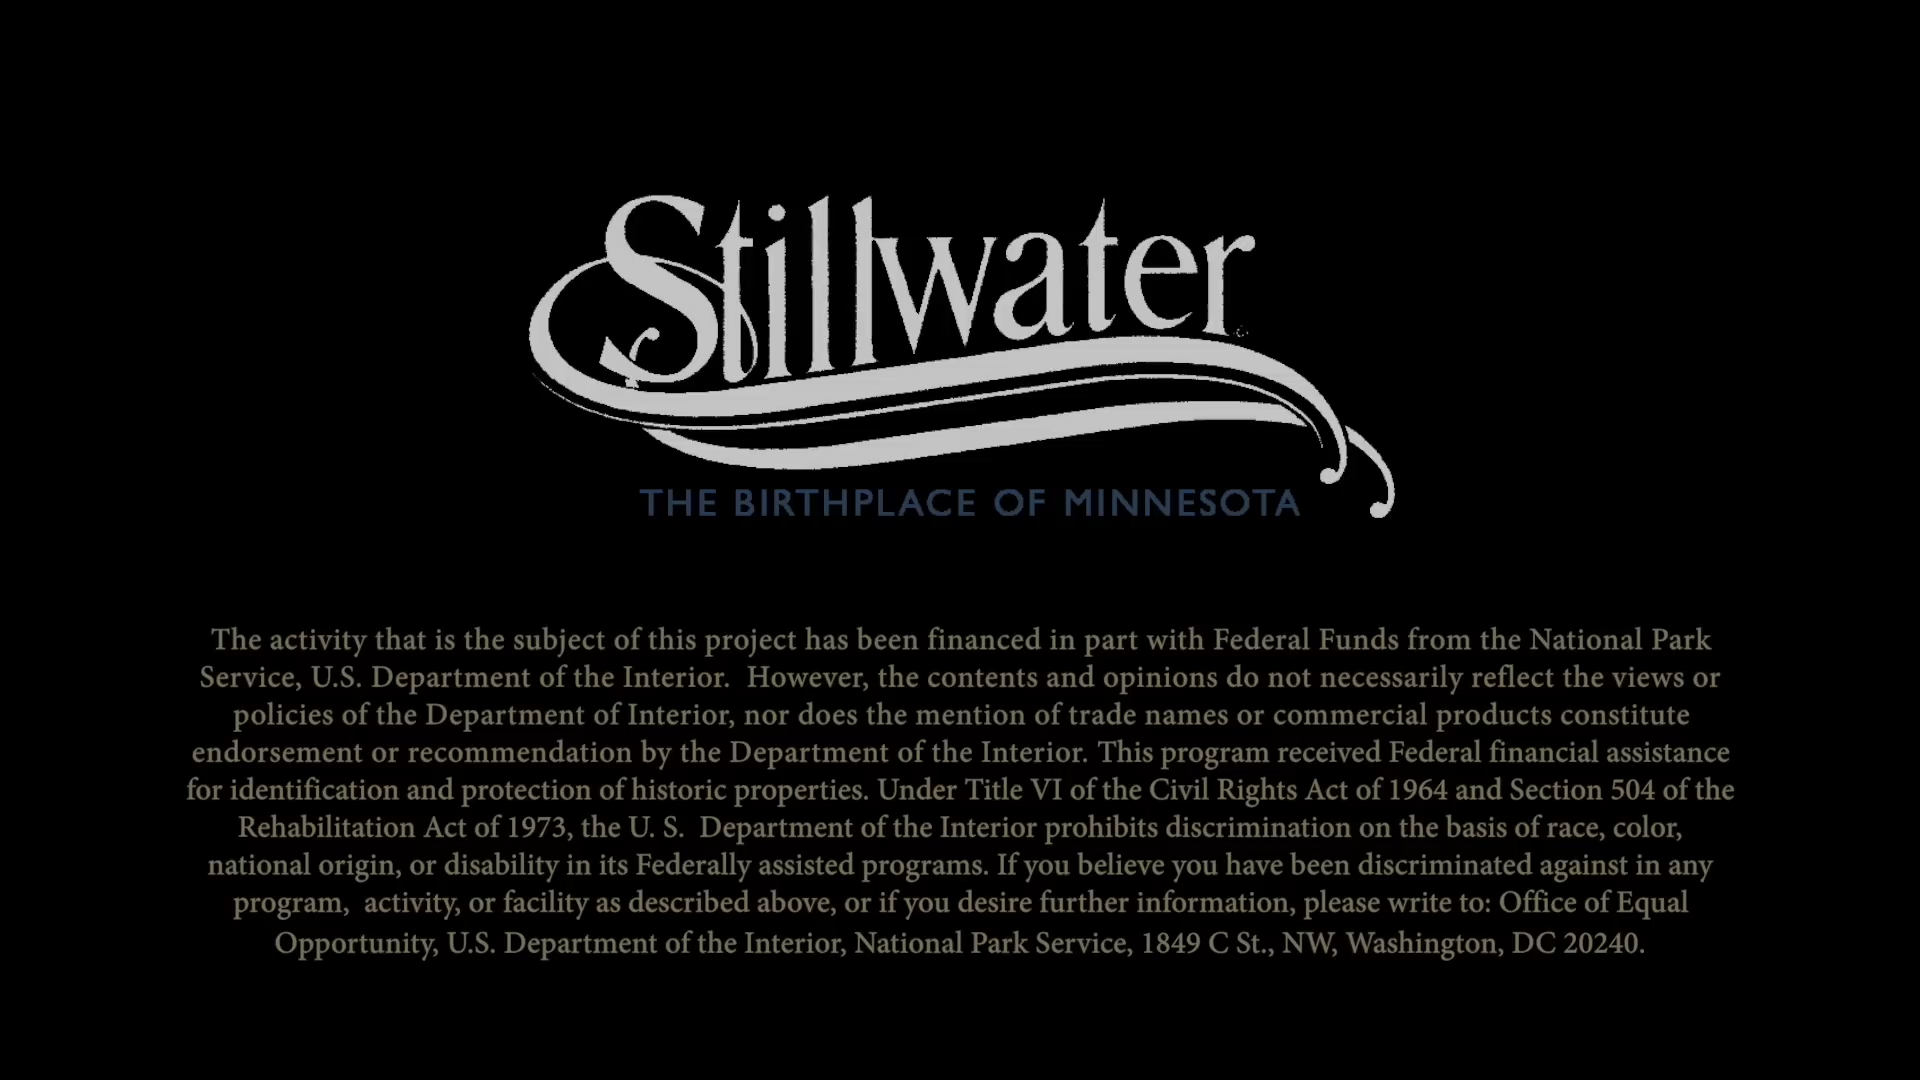 Stillwater
THE BIRTHPLACE OF MINNESOTA
The activity that is the subject of this project has been financed in part with Federal Funds from the National Park
Service, U.S. Department of the Interior.  However, the contents and opinions do not necessarily reflect the views or
policies of the Department of Interior, nor does the mention of trade names or commercial products constitute
endorsement or recommendation by the Department of the Interior. This program received Federal financial assistance
for identification and protection of historic properties. Under Title VI of the Civil Rights Act of 1964 and Section 504 of the
Rehabilitation Act of 1973, the U. S.  Department of the Interior prohibits discrimination on the basis of race, color,
national origin, or disability in its Federally assisted programs. If you believe you have been discriminated against in any
program,  activity, or facility as described above, or if you desire further information, please write to: Office of Equal
Opportunity, U.S. Department of the Interior, National Park Service, 1849 C St., NW, Washington, DC 20240.